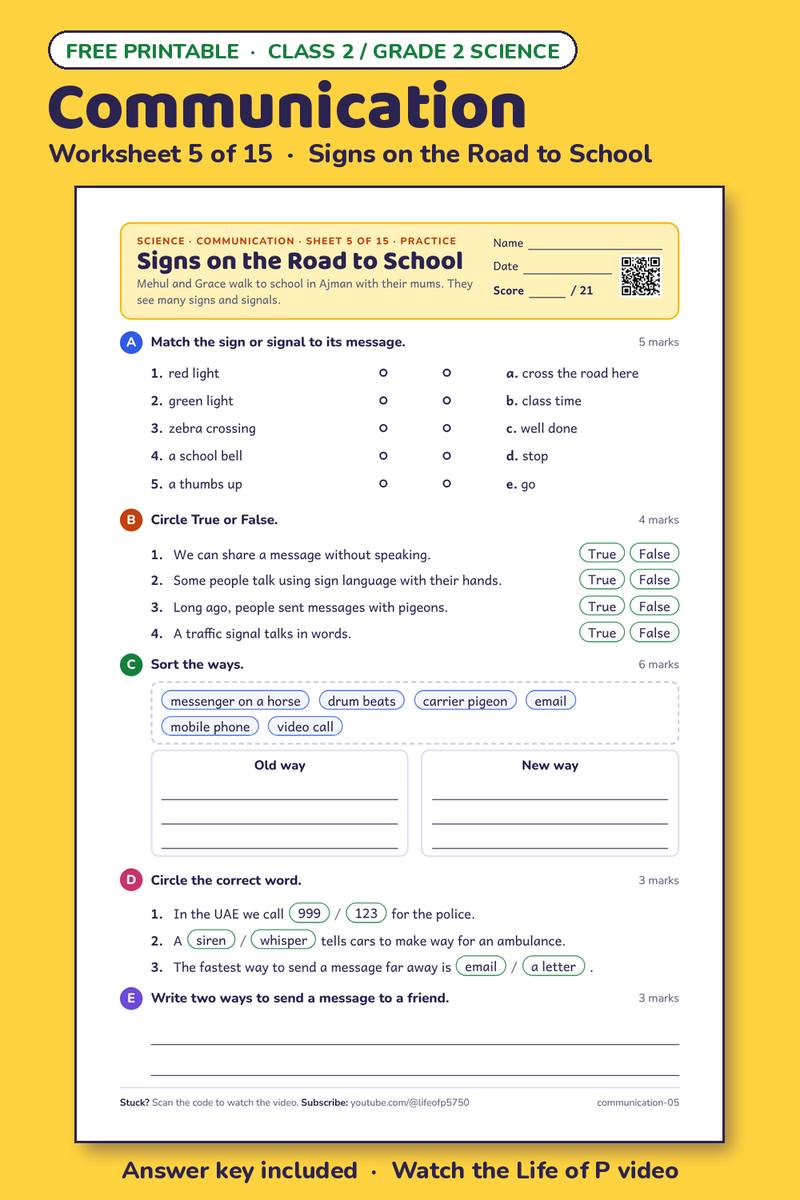 FREE PRINTABLE · CLASS 2 / GRADE 2 SCIENCE
Communication
Worksheet 5 of 15 · Signs on the Road to School
SCIENCE · COMMUNICATION · SHEET 5 OF 15 · PRACTICE
Signs on the Road to School
Mehul and Grace walk to school in Ajman with their mums. They
see many signs and signals.
Name
Date
Score / 21
A Match the sign or signal to its message. 5 marks
1. red light a. cross the road here
2. green light b. class time
3. zebra crossing c. well done
4. a school bell d. stop
5. a thumbs up e. go
B Circle True or False. 4 marks
1. We can share a message without speaking. True False
2. Some people talk using sign language with their hands. True False
3. Long ago, people sent messages with pigeons. True False
4. A traffic signal talks in words. True False
C Sort the ways. 6 marks
messenger on a horse drum beats carrier pigeon email
mobile phone video call
Old way New way
D Circle the correct word. 3 marks
1. In the UAE we call 999 / 123 for the police.
2. A siren / whisper tells cars to make way for an ambulance.
3. The fastest way to send a message far away is email / a letter .
E Write two ways to send a message to a friend. 3 marks
Stuck? Scan the code to watch the video. Subscribe: youtube.com/@lifeofp5750 communication-05
Answer key included · Watch the Life of P video